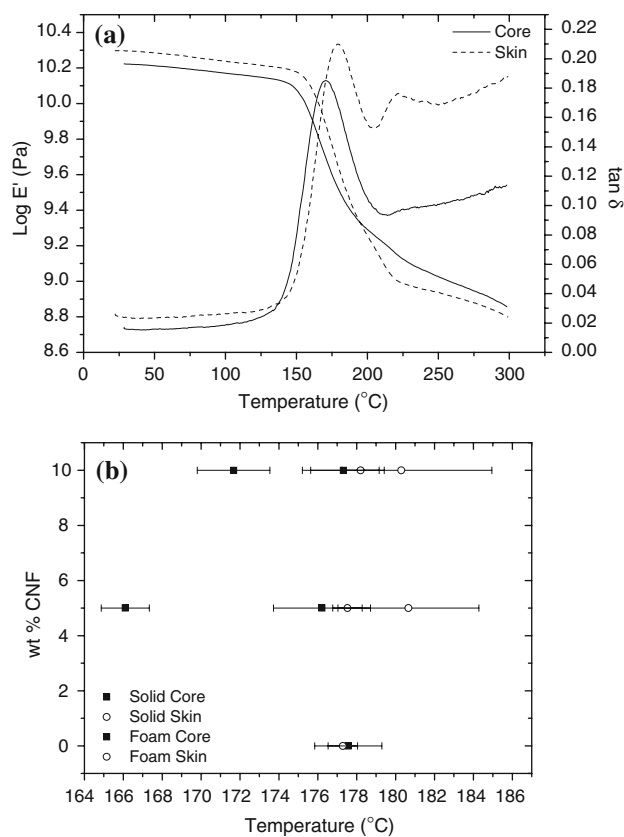 (a)
Core
Skin
10.4
10.2
10.0
9.8
9.6
9.4
9.2
9.0
8.8
8.6
Log E' (Pa)
0.22
0.20
0.18
0.16
0.14
0.12
0.10
0.08
0.06
0.04
0.02
0.00
tan δ
0 50 100 150 200 250 300
Temperature (°C)
(b)
10
8
6
4
2
0
wt % CNF
Solid Core
Solid Skin
Foam Core
Foam Skin
164 166 168 170 172 174 176 178 180 182 184 186
Temperature (°C)